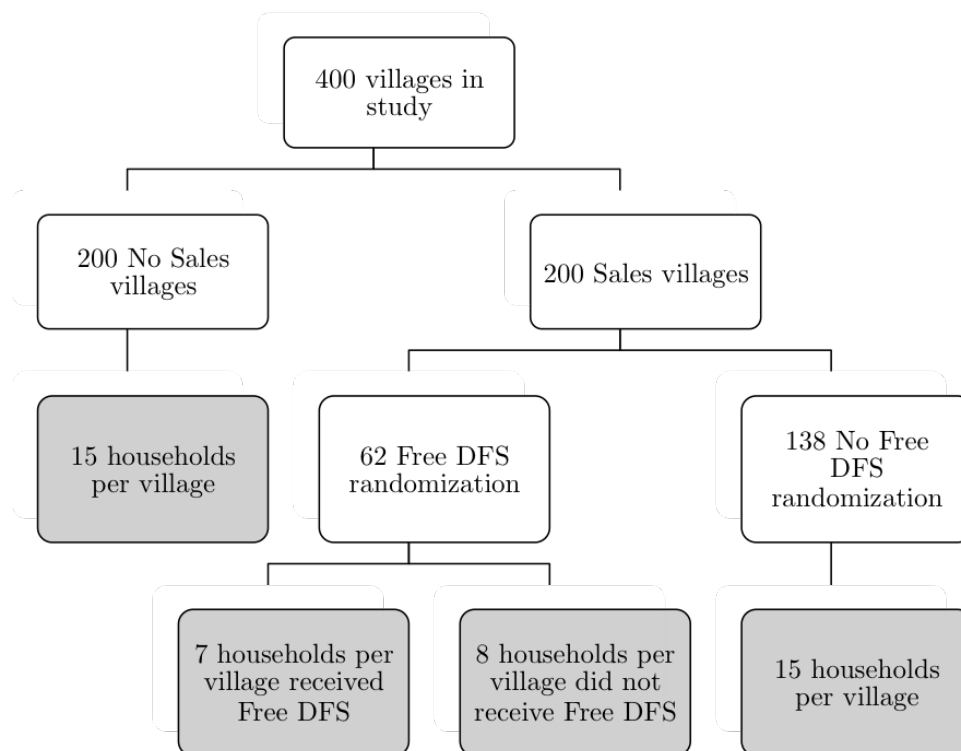 400 villages in
study
200 No Sales
villages
200 Sales villages
15 households
per village
62 Free DFS
randomization
138 No Free
DFS
randomization
7 households per
village received
Free DFS
8 households per
village did not
receive Free DFS
15 households
per village